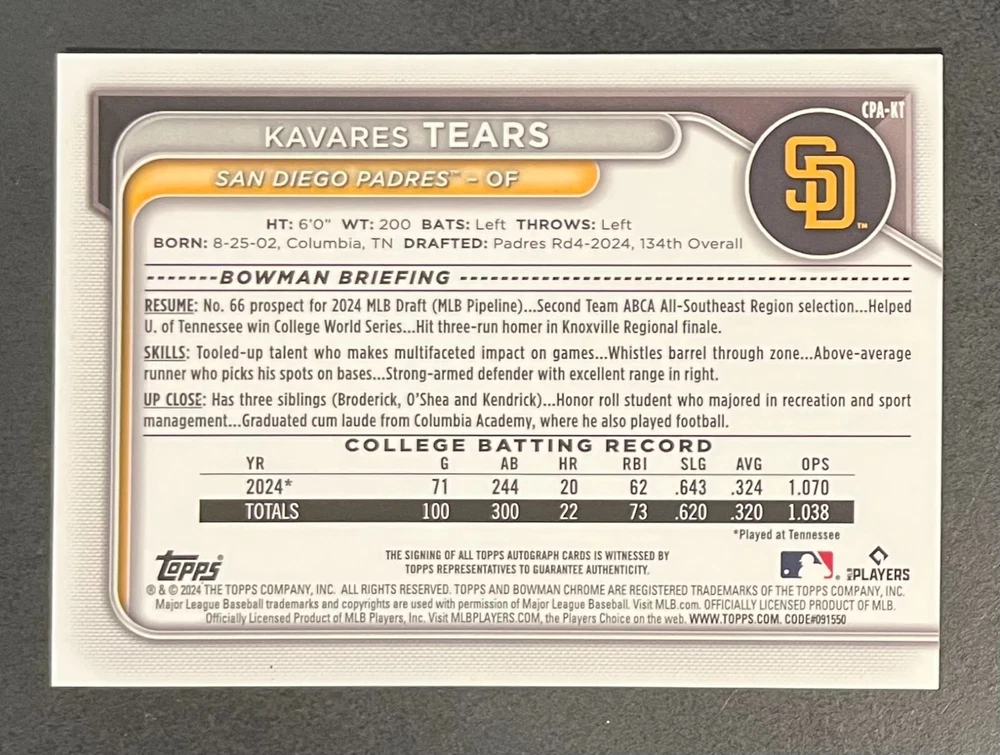 CPA-KT
KAVARES TEARS
SD™
SAN DIEGO PADRES™ – OF
HT: 6'0" WT: 200 BATS: Left THROWS: Left
BORN: 8-25-02, Columbia, TN DRAFTED: Padres Rd4-2024, 134th Overall
BOWMAN BRIEFING
RESUME: No. 66 prospect for 2024 MLB Draft (MLB Pipeline)...Second Team ABCA All-Southeast Region selection...Helped
U. of Tennessee win College World Series...Hit three-run homer in Knoxville Regional finale.
SKILLS: Tooled-up talent who makes multifaceted impact on games...Whistles barrel through zone...Above-average
runner who picks his spots on bases...Strong-armed defender with excellent range in right.
UP CLOSE: Has three siblings (Broderick, O'Shea and Kendrick)...Honor roll student who majored in recreation and sport
management...Graduated cum laude from Columbia Academy, where he also played football.
COLLEGE BATTING RECORD
YR G AB HR RBI SLG AVG OPS
2024* 71 244 20 62 .643 .324 1.070
TOTALS 100 300 22 73 .620 .320 1.038
*Played at Tennessee
THE SIGNING OF ALL TOPPS AUTOGRAPH CARDS IS WITNESSED BY
TOPPS REPRESENTATIVES TO GUARANTEE AUTHENTICITY.
Topps®
PLAYERS
® & © 2024 THE TOPPS COMPANY, INC. ALL RIGHTS RESERVED. TOPPS AND BOWMAN CHROME ARE REGISTERED TRADEMARKS OF THE TOPPS COMPANY, INC.
Major League Baseball trademarks and copyrights are used with permission of Major League Baseball. Visit MLB.com. OFFICIALLY LICENSED PRODUCT OF MLB.
Officially Licensed Product of MLB Players, Inc. Visit MLBPLAYERS.COM, the Players Choice on the web. WWW.TOPPS.COM. CODE#091550